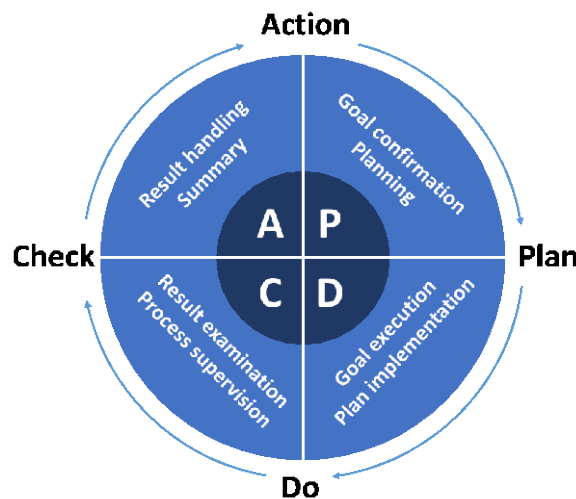 Action
Result handling
Summary
Goal confirmation
Planning
A
P
Check
Plan
C
D
Result examination
Process supervision
Goal execution
Plan implementation
Do